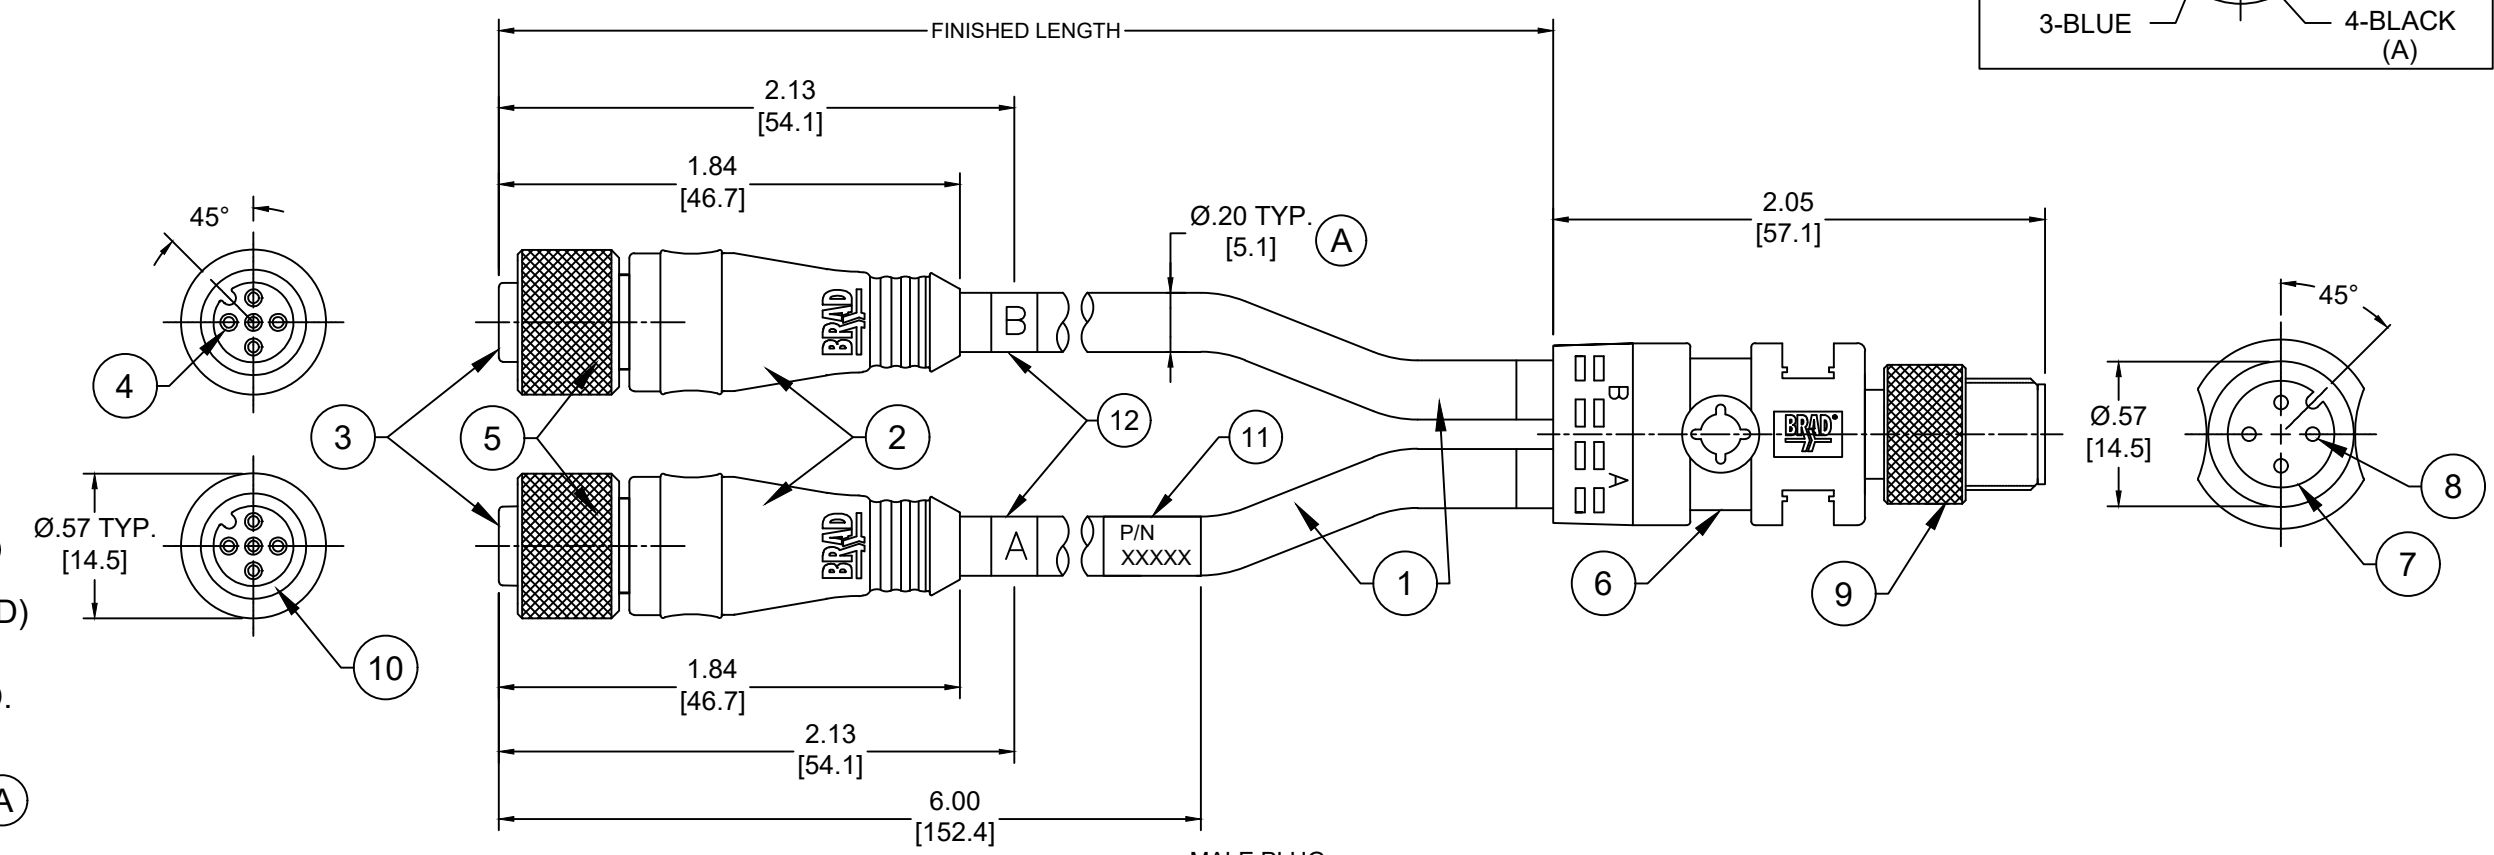 FINISHED LENGTH
3-BLUE
4-BLACK
(A)
2.13
[54.1]
1.84
[46.7]
45°
Ø.20 TYP.
[5.1]
A
2.05
[57.1]
45°
BRAD
B
B
BRAD
4
3
5
2
12
11
Ø.57
[14.5]
8
A
Ø.57 TYP.
[14.5]
BRAD
A
P/N
XXXXX
1
6
9
7
D)
10
1.84
[46.7]
2.13
[54.1]
A
6.00
[152.4]